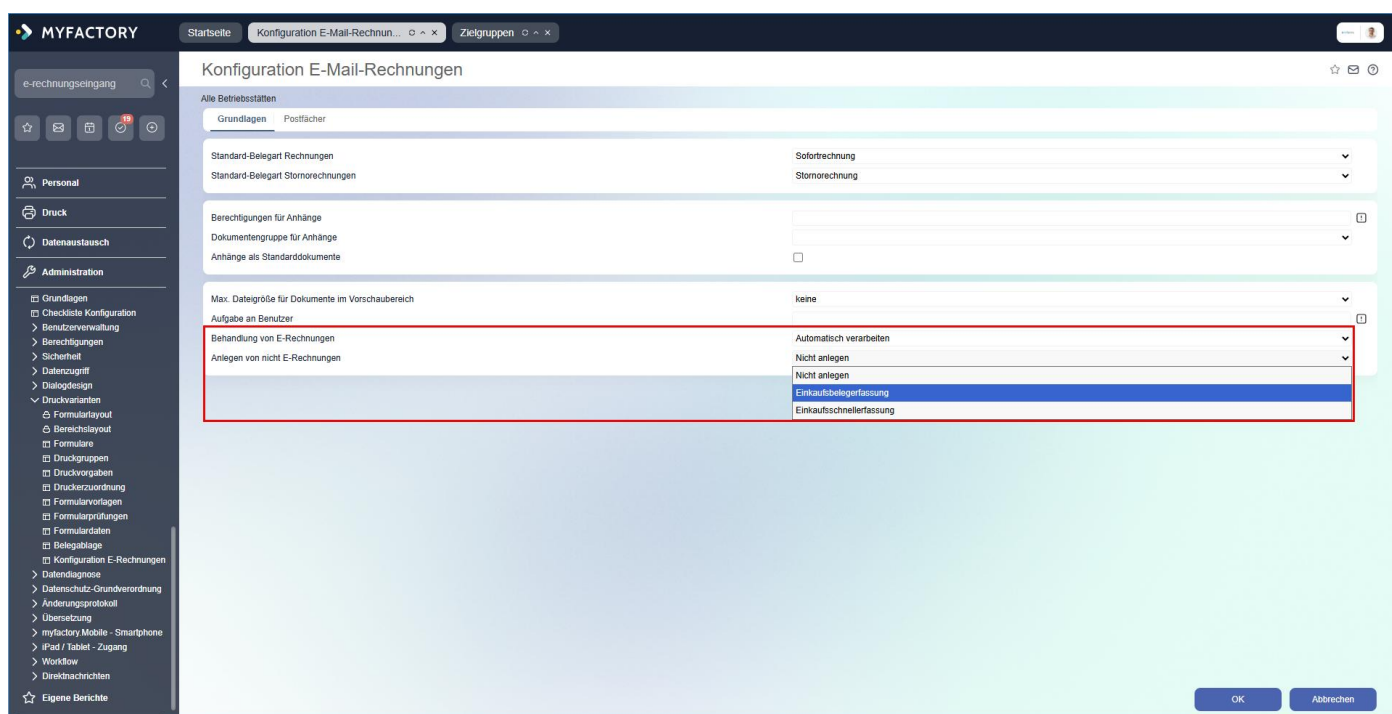 MYFACTORY
Startseite
Konfiguration E-Mail-Rechnun...
Zielgruppen
e-rechnungseingang
19
Personal
Druck
Datenaustausch
Administration
Grundlagen
Checkliste Konfiguration
Benutzerverwaltung
Berechtigungen
Sicherheit
Datenzugriff
Dialogdesign
Druckvarianten
Formularlayout
Bereichslayout
Formulare
Druckgruppen
Druckvorgaben
Druckerzuordnung
Formularvorlagen
Formularprüfungen
Formulardaten
Belegablage
Konfiguration E-Rechnungen
Datendiagnose
Datenschutz-Grundverordnung
Änderungsprotokoll
Übersetzung
myfactory.Mobile - Smartphone
iPad / Tablet - Zugang
Workflow
Direktnachrichten
Eigene Berichte
Konfiguration E-Mail-Rechnungen
Alle Betriebsstätten
Grundlagen Postfächer
Standard-Belegart Rechnungen Sofortrechnung
Standard-Belegart Stornorechnungen Stornorechnung
Berechtigungen für Anhänge
Dokumentengruppe für Anhänge
Anhänge als Standarddokumente
Max. Dateigröße für Dokumente im Vorschaubereich keine
Aufgabe an Benutzer
Behandlung von E-Rechnungen Automatisch verarbeiten
Anlegen von nicht E-Rechnungen Nicht anlegen
Nicht anlegen
Einkaufsbelegerfassung
Einkaufsschnellerfassung
OK Abbrechen